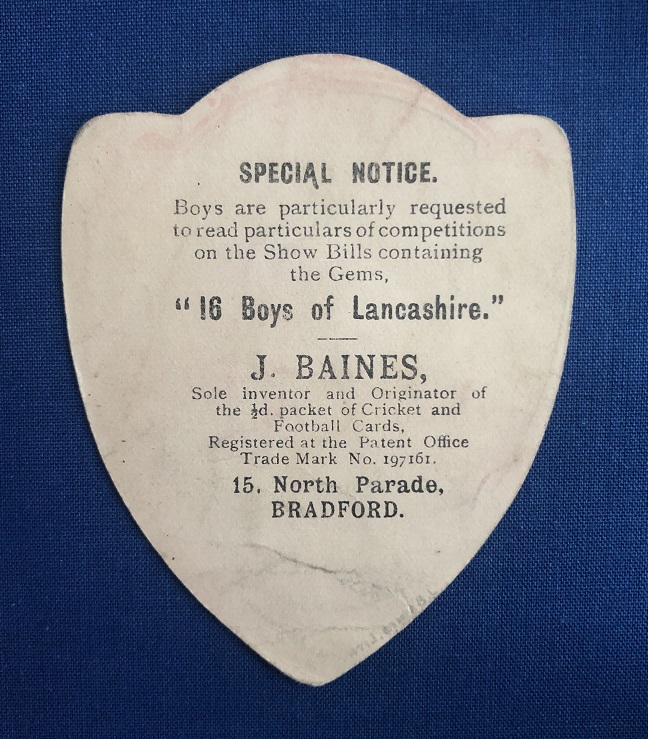 SPECIAL NOTICE.
Boys are particularly requested
to read particulars of competitions
on the Show Bills containing
the Gems,
"16 Boys of Lancashire."
J. BAINES,
Sole inventor and Originator of
the ½d. packet of Cricket and
Football Cards,
Registered at the Patent Office
Trade Mark No. 197161.
15, North Parade,
BRADFORD.